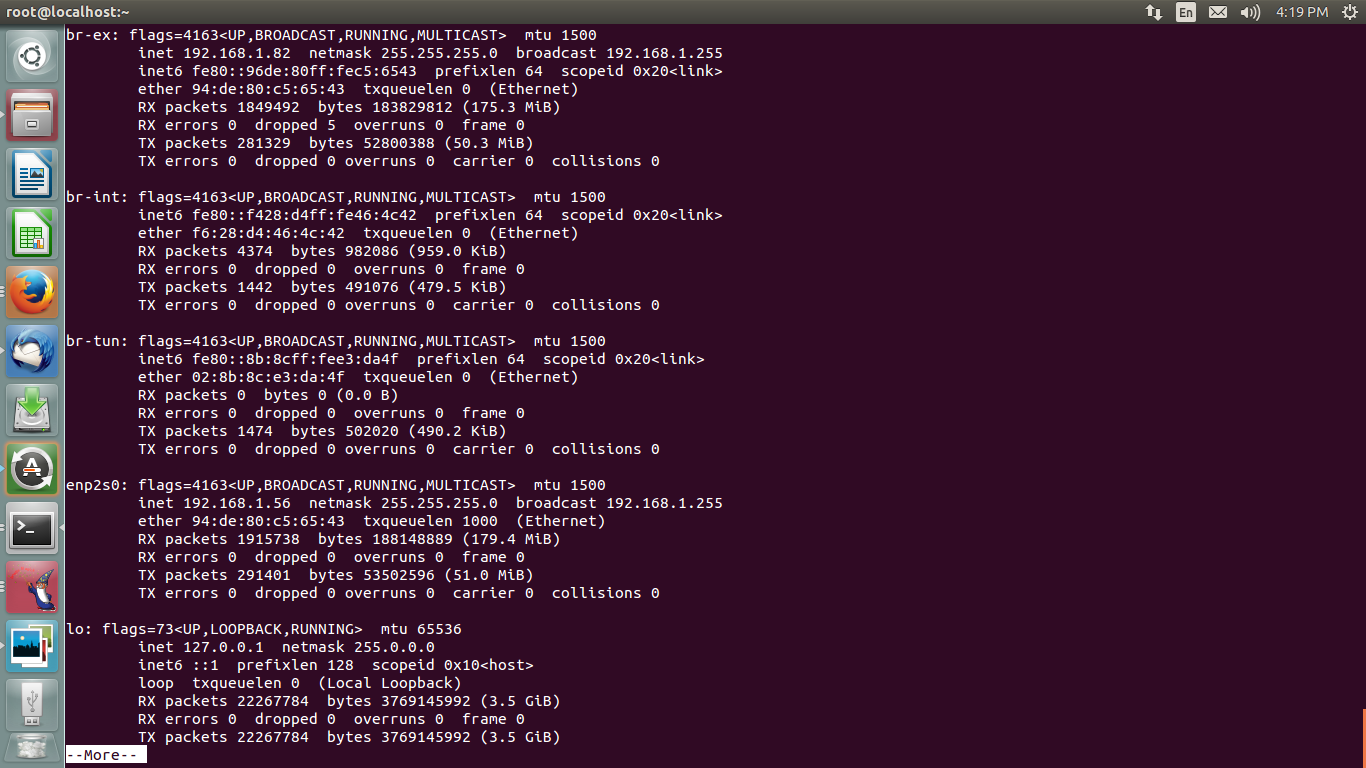 root@localhost:~
En
4:19 PM
br-ex: flags=4163<UP,BROADCAST,RUNNING,MULTICAST>  mtu 1500
        inet 192.168.1.82  netmask 255.255.255.0  broadcast 192.168.1.255
        inet6 fe80::96de:80ff:fec5:6543  prefixlen 64  scopeid 0x20<link>
        ether 94:de:80:c5:65:43  txqueuelen 0  (Ethernet)
        RX packets 1849492  bytes 183829812 (175.3 MiB)
        RX errors 0  dropped 5  overruns 0  frame 0
        TX packets 281329  bytes 52800388 (50.3 MiB)
        TX errors 0  dropped 0 overruns 0  carrier 0  collisions 0

br-int: flags=4163<UP,BROADCAST,RUNNING,MULTICAST>  mtu 1500
        inet6 fe80::f428:d4ff:fe46:4c42  prefixlen 64  scopeid 0x20<link>
        ether f6:28:d4:46:4c:42  txqueuelen 0  (Ethernet)
        RX packets 4374  bytes 982086 (959.0 KiB)
        RX errors 0  dropped 0  overruns 0  frame 0
        TX packets 1442  bytes 491076 (479.5 KiB)
        TX errors 0  dropped 0 overruns 0  carrier 0  collisions 0

br-tun: flags=4163<UP,BROADCAST,RUNNING,MULTICAST>  mtu 1500
        inet6 fe80::8b:8cff:fee3:da4f  prefixlen 64  scopeid 0x20<link>
        ether 02:8b:8c:e3:da:4f  txqueuelen 0  (Ethernet)
        RX packets 0  bytes 0 (0.0 B)
        RX errors 0  dropped 0  overruns 0  frame 0
        TX packets 1474  bytes 502020 (490.2 KiB)
        TX errors 0  dropped 0 overruns 0  carrier 0  collisions 0

enp2s0: flags=4163<UP,BROADCAST,RUNNING,MULTICAST>  mtu 1500
        inet 192.168.1.56  netmask 255.255.255.0  broadcast 192.168.1.255
        ether 94:de:80:c5:65:43  txqueuelen 1000  (Ethernet)
        RX packets 1915738  bytes 188148889 (179.4 MiB)
        RX errors 0  dropped 0  overruns 0  frame 0
        TX packets 291401  bytes 53502596 (51.0 MiB)
        TX errors 0  dropped 0 overruns 0  carrier 0  collisions 0

lo: flags=73<UP,LOOPBACK,RUNNING>  mtu 65536
        inet 127.0.0.1  netmask 255.0.0.0
        inet6 ::1  prefixlen 128  scopeid 0x10<host>
        loop  txqueuelen 0  (Local Loopback)
        RX packets 22267784  bytes 3769145992 (3.5 GiB)
        RX errors 0  dropped 0  overruns 0  frame 0
        TX packets 22267784  bytes 3769145992 (3.5 GiB)
--More--